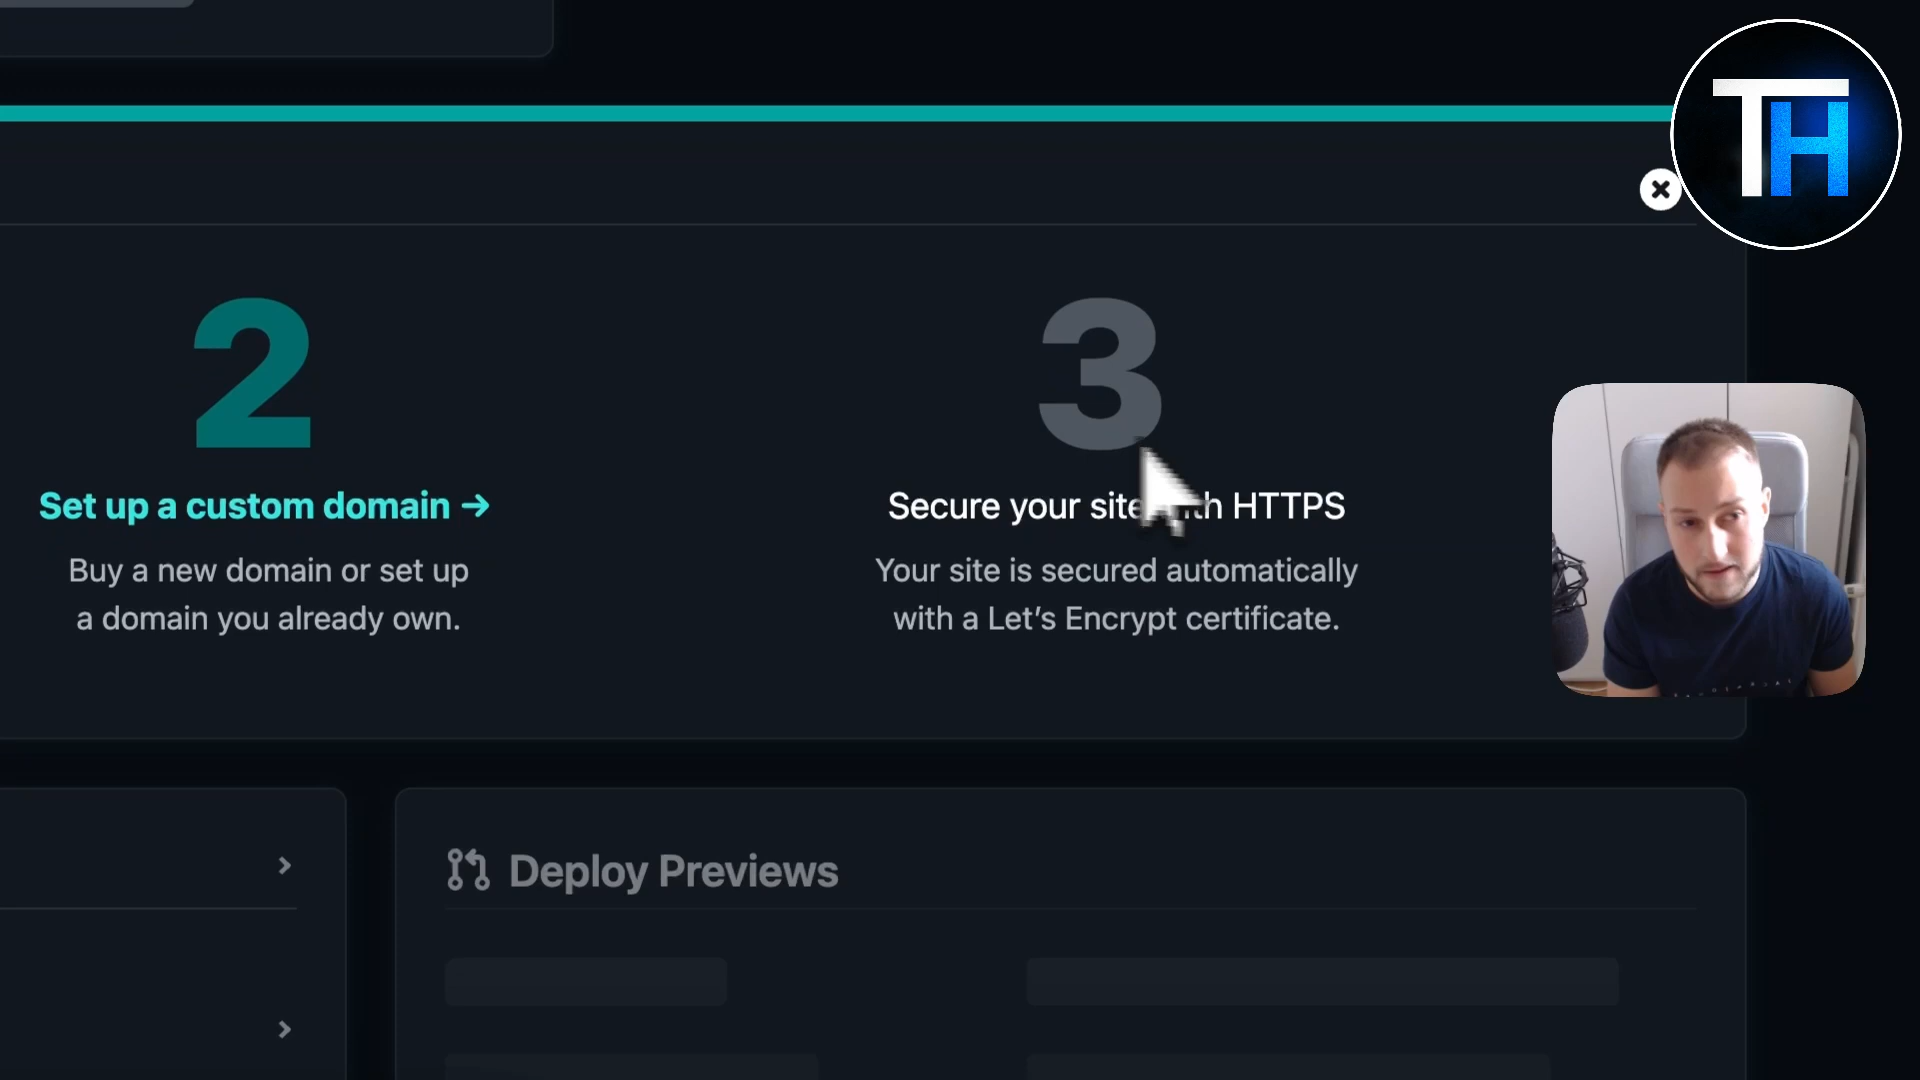 TH
2
3
Set up a custom domain →
Secure your site with HTTPS
Buy a new domain or set up
a domain you already own.
Your site is secured automatically
with a Let’s Encrypt certificate.
Deploy Previews